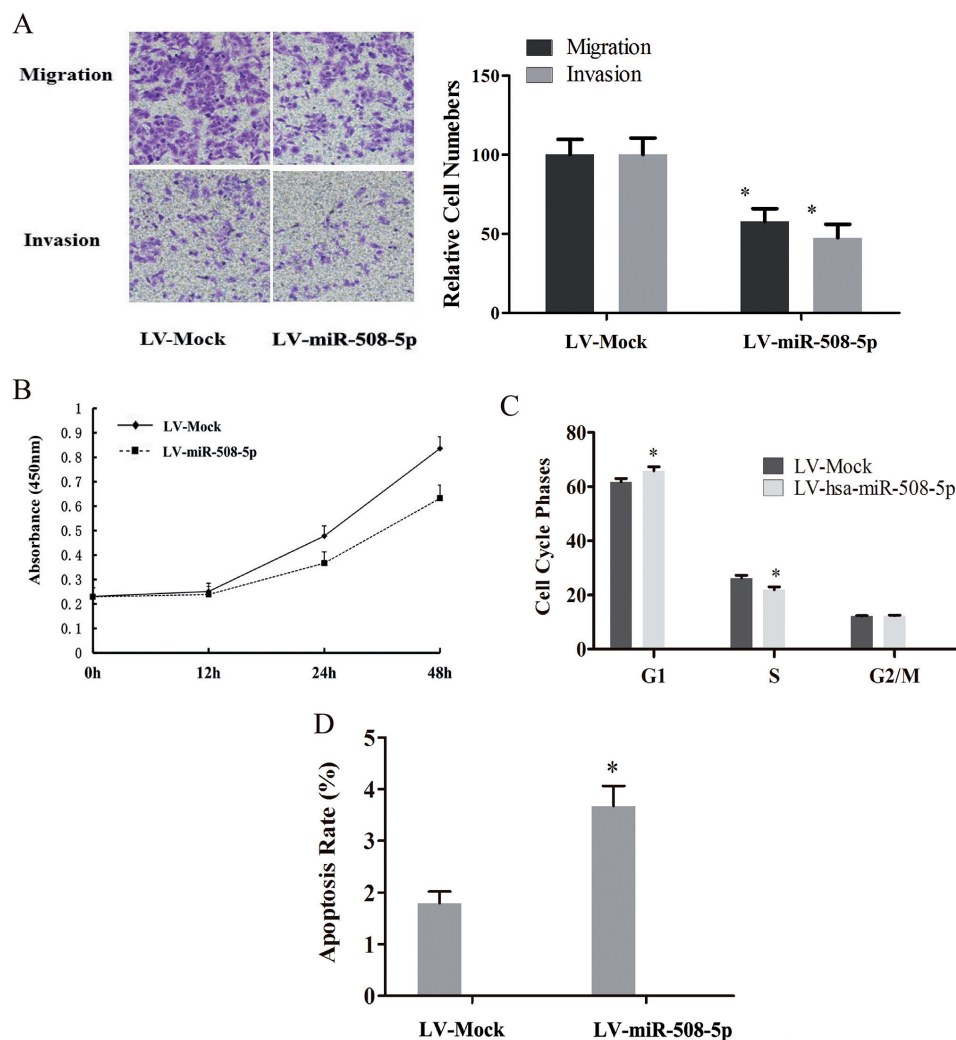 A
Migration
Invasion
LV-Mock LV-miR-508-5p
Migration
Invasion
Relative Cell Numebers
150
100
50
0
*
*
LV-Mock LV-miR-508-5p
B
LV-Mock
LV-miR-508-5p
Absorbance (450nm)
1
0. 9
0. 8
0. 7
0. 6
0. 5
0. 4
0. 3
0. 2
0. 1
0
0h 12h 24h 48h
C
LV-Mock
LV-hsa-miR-508-5p
Cell Cycle Phases
80
60
40
20
0
*
*
G1 S G2/M
D
Apoptosis Rate (%)
5
4
3
2
1
0
*
LV-Mock LV-miR-508-5p